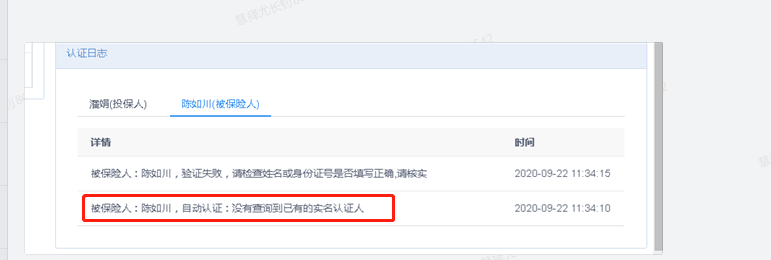 认证日志
潘娟(投保人) 陈如川(被保险人)
详情 时间
被保险人：陈如川，验证失败，请检查姓名或身份证号是否填写正确,请核实 2020-09-22 11:34:15
被保险人：陈如川，自动认证：没有查询到已有的实名认证人 2020-09-22 11:34:10